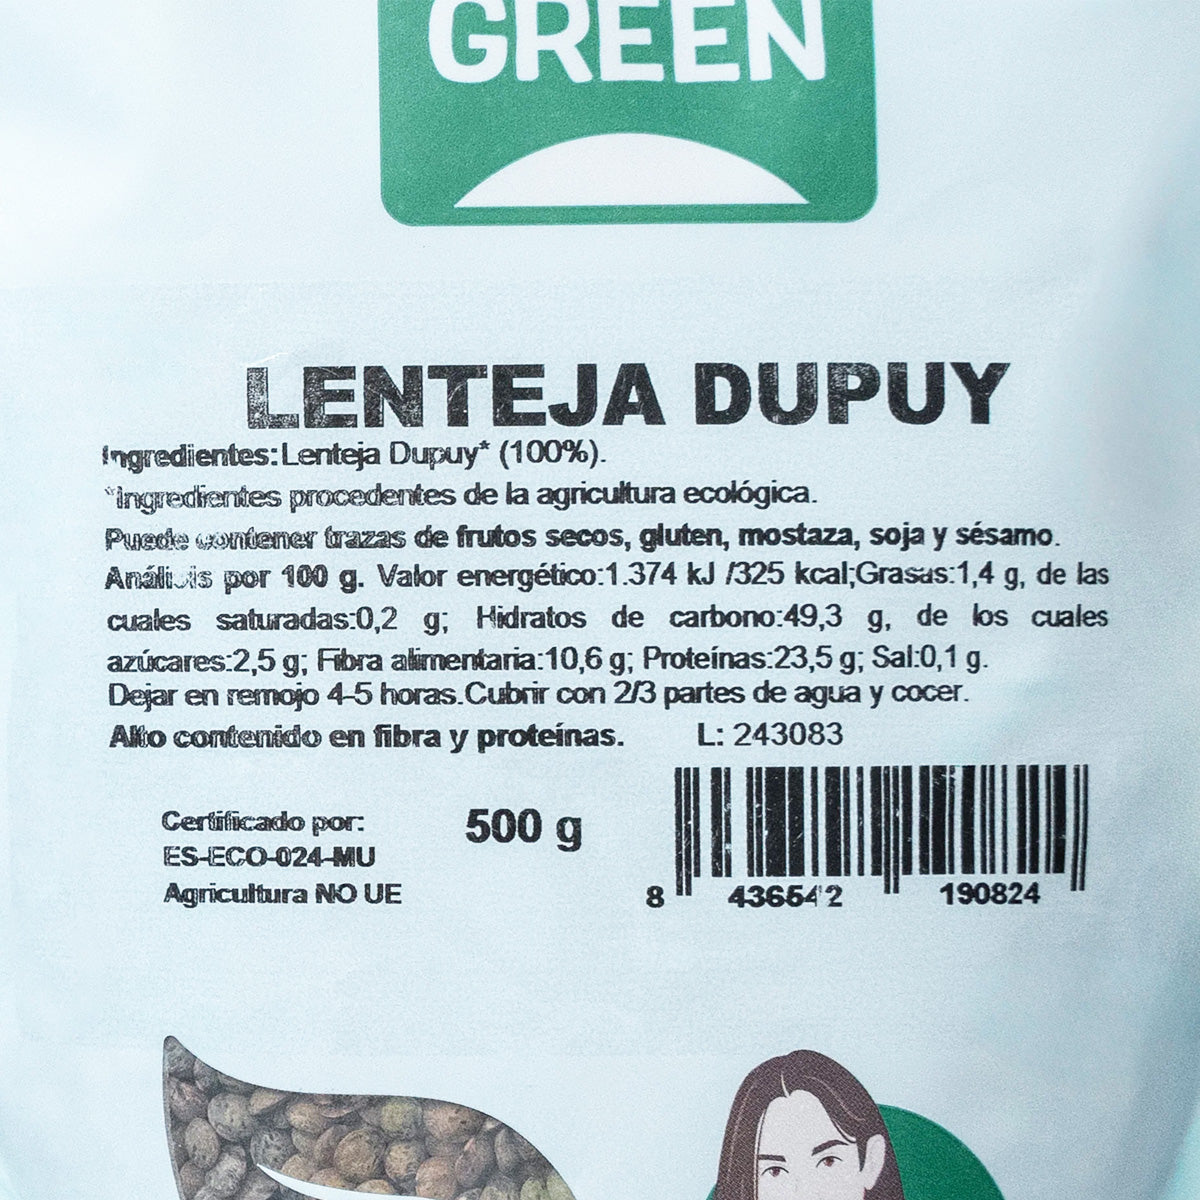 GREEN
LENTEJA DUPUY
Ingredientes:Lenteja Dupuy* (100%).
*Ingredientes procedentes de la agricultura ecológica.
Puede contener trazas de frutos secos, gluten, mostaza, soja y sésamo.
Análisis por 100 g. Valor energético:1.374 kJ /325 kcal;Grasas:1,4 g, de las
cuales saturadas:0,2 g; Hidratos de carbono:49,3 g, de los cuales
azúcares:2,5 g; Fibra alimentaria:10,6 g; Proteínas:23,5 g; Sal:0,1 g.
Dejar en remojo 4-5 horas.Cubrir con 2/3 partes de agua y cocer.
Alto contenido en fibra y proteínas. L: 243083
Certificado por:
ES-ECO-024-MU
Agricultura NO UE
500 g
8 436542 190824